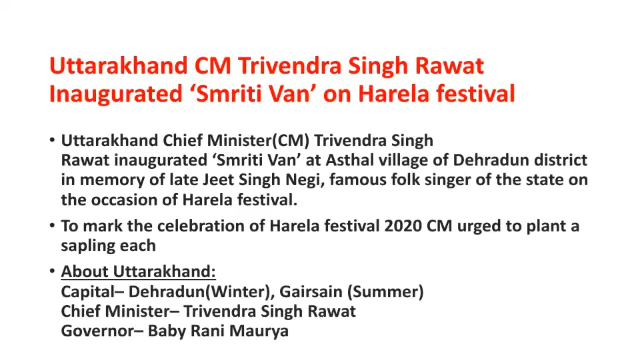 Uttarakhand CM Trivendra Singh Rawat
Inaugurated ‘Smriti Van’ on Harela festival
• Uttarakhand Chief Minister(CM) Trivendra Singh
Rawat inaugurated ‘Smriti Van’ at Asthal village of Dehradun district
in memory of late Jeet Singh Negi, famous folk singer of the state on
the occasion of Harela festival.
• To mark the celebration of Harela festival 2020 CM urged to plant a
sapling each
• About Uttarakhand:
Capital– Dehradun(Winter), Gairsain (Summer)
Chief Minister– Trivendra Singh Rawat
Governor– Baby Rani Maurya